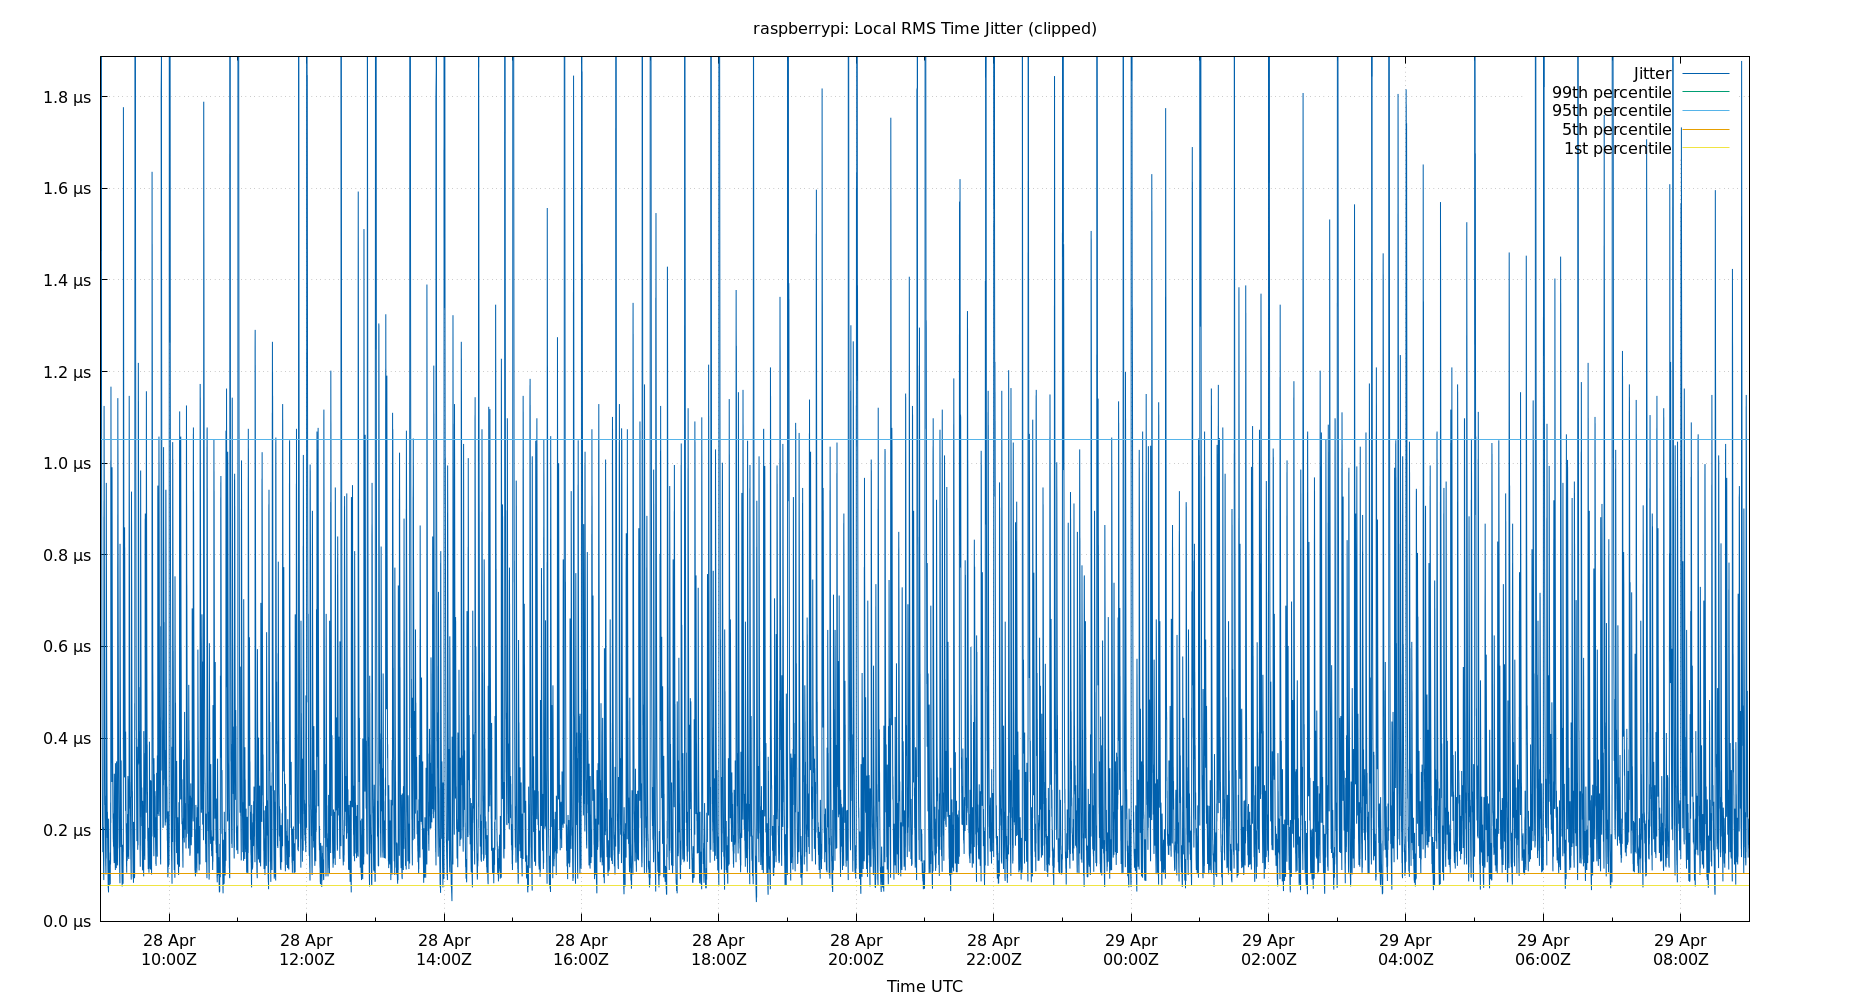 raspberrypi: Local RMS Time Jitter (clipped)
Jitter
99th percentile
95th percentile
5th percentile
1st percentile
1.8 µs
1.6 µs
1.4 µs
1.2 µs
1.0 µs
0.8 µs
0.6 µs
0.4 µs
0.2 µs
0.0 µs
28 Apr 28 Apr 28 Apr 28 Apr 28 Apr 28 Apr 28 Apr 29 Apr 29 Apr 29 Apr 29 Apr 29 Apr
10:00Z 12:00Z 14:00Z 16:00Z 18:00Z 20:00Z 22:00Z 00:00Z 02:00Z 04:00Z 06:00Z 08:00Z
Time UTC